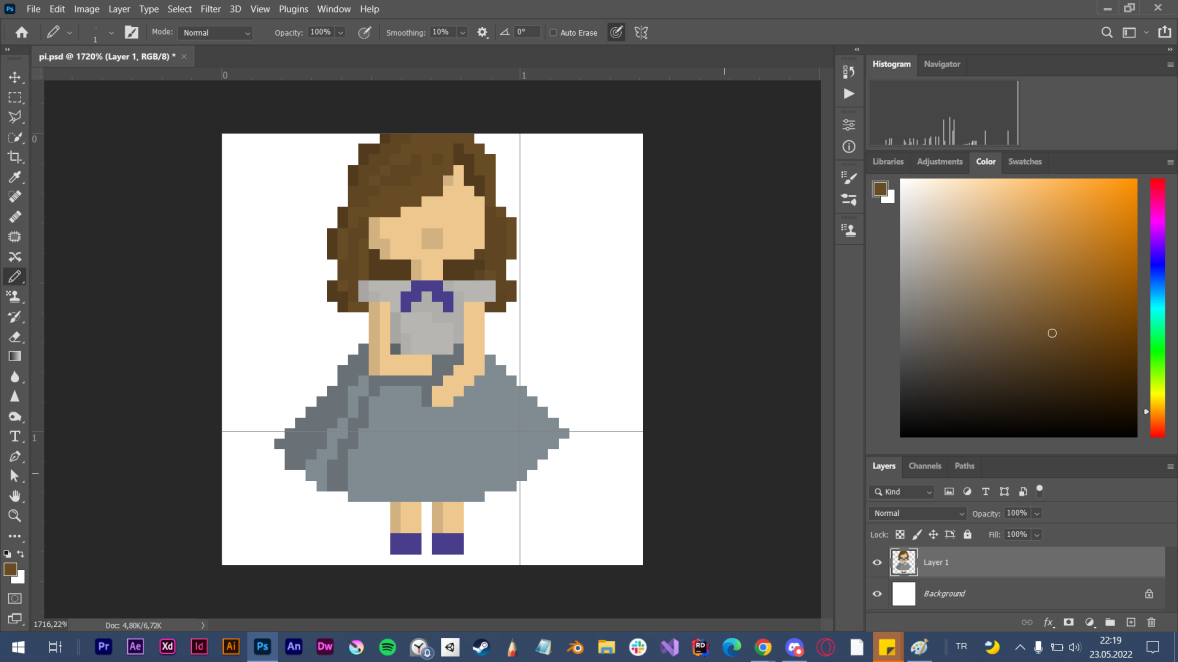 Ps File Edit Image Layer Type Select Filter 3D View Plugins Window Help
1 Mode: Normal Opacity: 100% Smoothing: 10% 0° Auto Erase
pi.psd @ 1720% (Layer 1, RGB/8) *
0 1
0
1
Histogram Navigator
Libraries Adjustments Color Swatches
Layers Channels Paths
Kind
Normal Opacity: 100%
Lock: Fill: 100%
Layer 1
Background
fx
1716,22% Doc: 4,80K/6,72K
Pr Ae Xd Id Ai Ps An Dw RD TR 22:19
23.05.2022